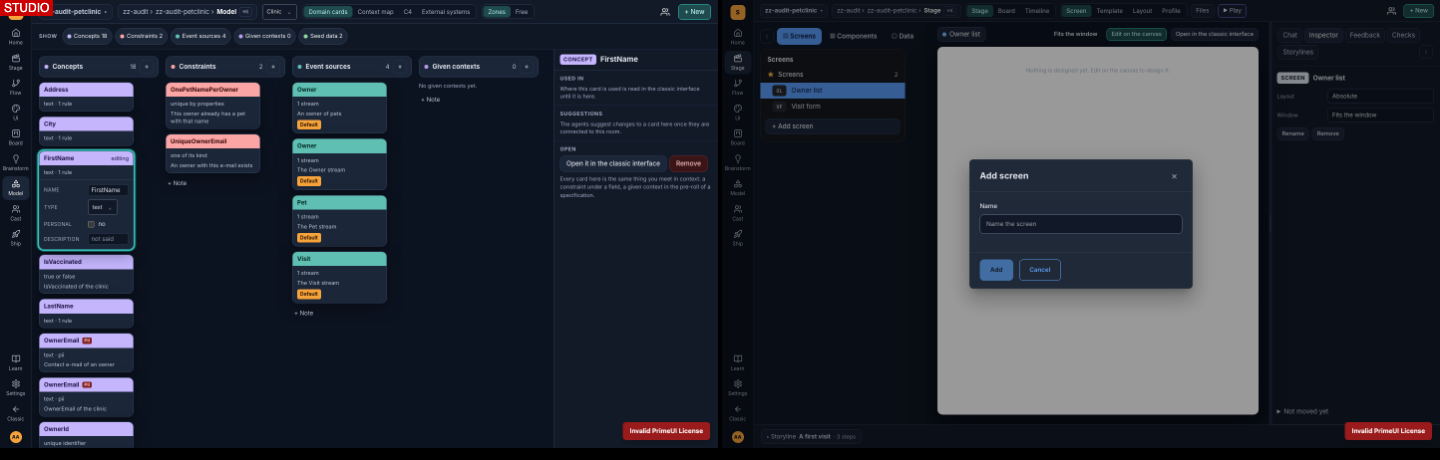 STUDIO
zz-audit-petclinic
zz-audit › zz-audit-petclinic › Model
Clinic
Domain cards
Context map
C4
External systems
Zones
Free
+ New
Home
Stage
Flow
UI
Board
Brainstorm
Model
Cast
Ship
Learn
Settings
Classic
AA
SHOW
Concepts 18
Constraints 2
Event sources 4
Given contexts 0
Seed data 2
Concepts
18
Address
text · 1 rule
City
text · 1 rule
FirstName
editing
text · 1 rule
NAME
FirstName
TYPE
text
PERSONAL
no
DESCRIPTION
not said
IsVaccinated
true or false
IsVaccinated of the clinic
LastName
text · 1 rule
OwnerEmail
text · pii
Contact e-mail of an owner
OwnerEmail
text · pii
OwnerEmail of the clinic
OwnerId
unique identifier
Constraints
2
OnePetNamePerOwner
unique by properties
This owner already has a pet
with that name
UniqueOwnerEmail
one of its kind
An owner with this e-mail exists
+ Note
Event sources
4
Owner
1 stream
An owner of pets
Default
Owner
1 stream
The Owner stream
Default
Pet
1 stream
The Pet stream
Default
Visit
1 stream
The Visit stream
Default
+ Note
Given contexts
0
No given contexts yet.
+ Note
CONCEPT
FirstName
USED IN
Where this card is used is read in the classic interface
until it is here.
SUGGESTIONS
The agents suggest changes to a card here once they are
connected to this room.
OPEN
Open it in the classic interface
Remove
Every card here is the same thing you meet in context: a
constraint under a field, a given context in the pre-roll of a
specification.
Invalid PrimeUI License
S
zz-audit-petclinic
zz-audit › zz-audit-petclinic › Stage
Stage
Board
Timeline
Screen
Template
Layout
Profile
Files
Play
+ New
Home
Stage
Flow
UI
Board
Brainstorm
Model
Cast
Ship
Learn
Settings
Classic
AA
Screens
Components
Data
Screens
Screens
2
OL
Owner list
VF
Visit form
+ Add screen
Owner list
Fits the window
Edit on the canvas
Open in the classic interface
Nothing is designed yet. Edit on the canvas to design it.
Add screen
Name
Name the screen
Add
Cancel
Chat
Inspector
Feedback
Checks
Storylines
SCREEN
Owner list
Layout
Absolute
Window
Fits the window
Rename
Remove
Not moved yet
Storyline
A first visit
· 3 steps
Invalid PrimeUI License